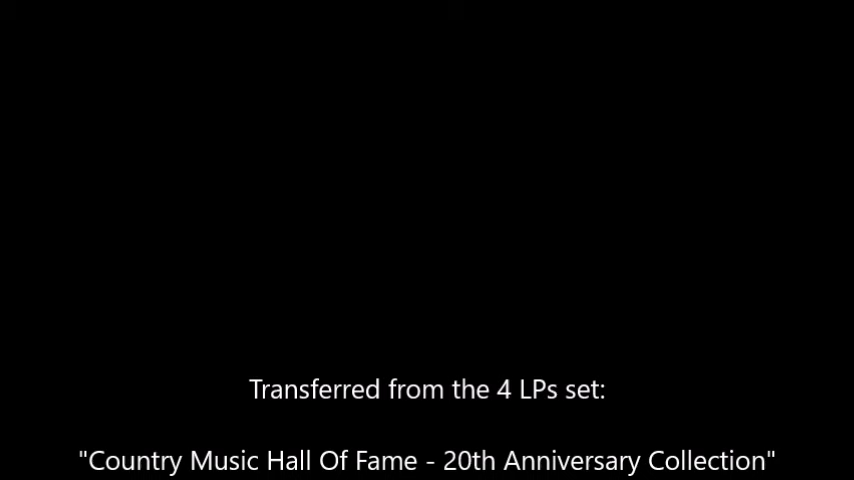 Transferred from the 4 LPs set:
"Country Music Hall Of Fame - 20th Anniversary Collection"